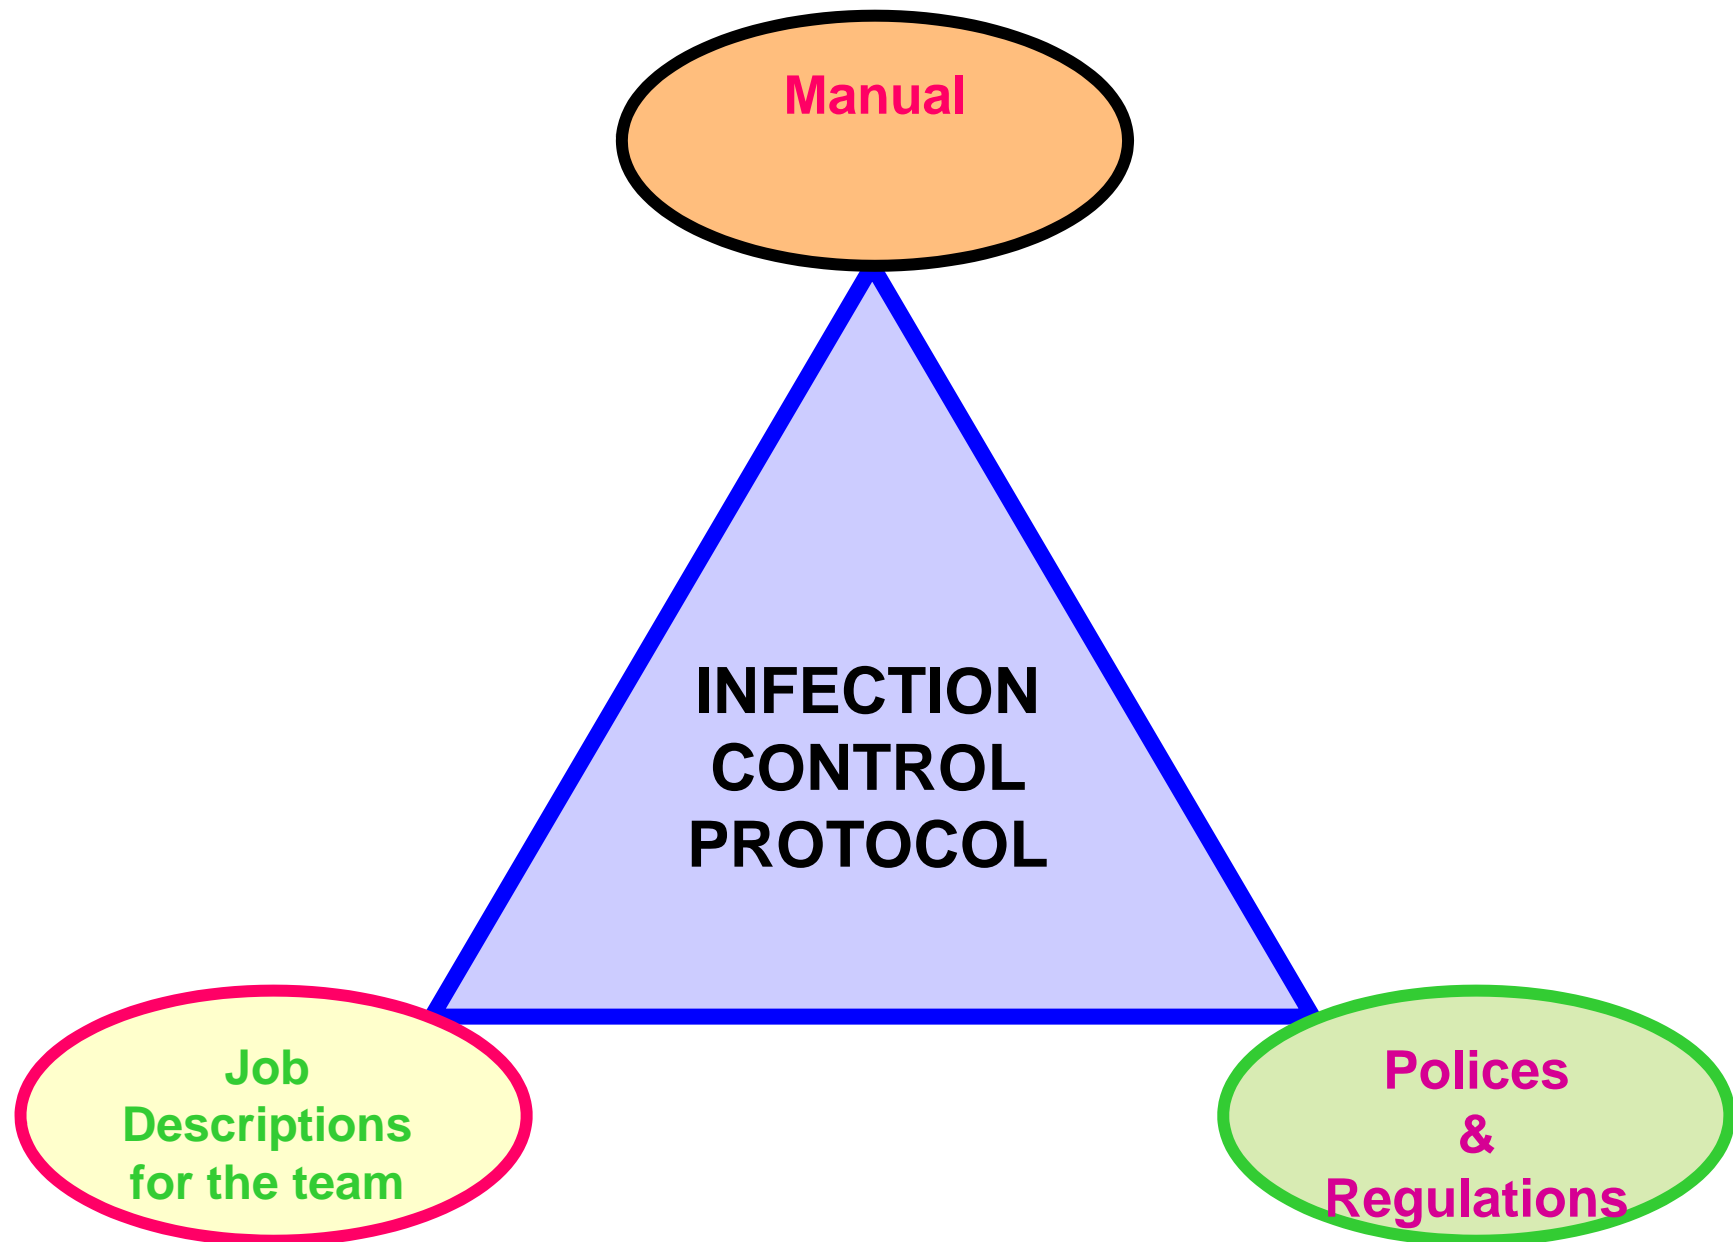 Manual
INFECTION
CONTROL
PROTOCOL
Job
Descriptions
for the team
Polices
&
Regulations